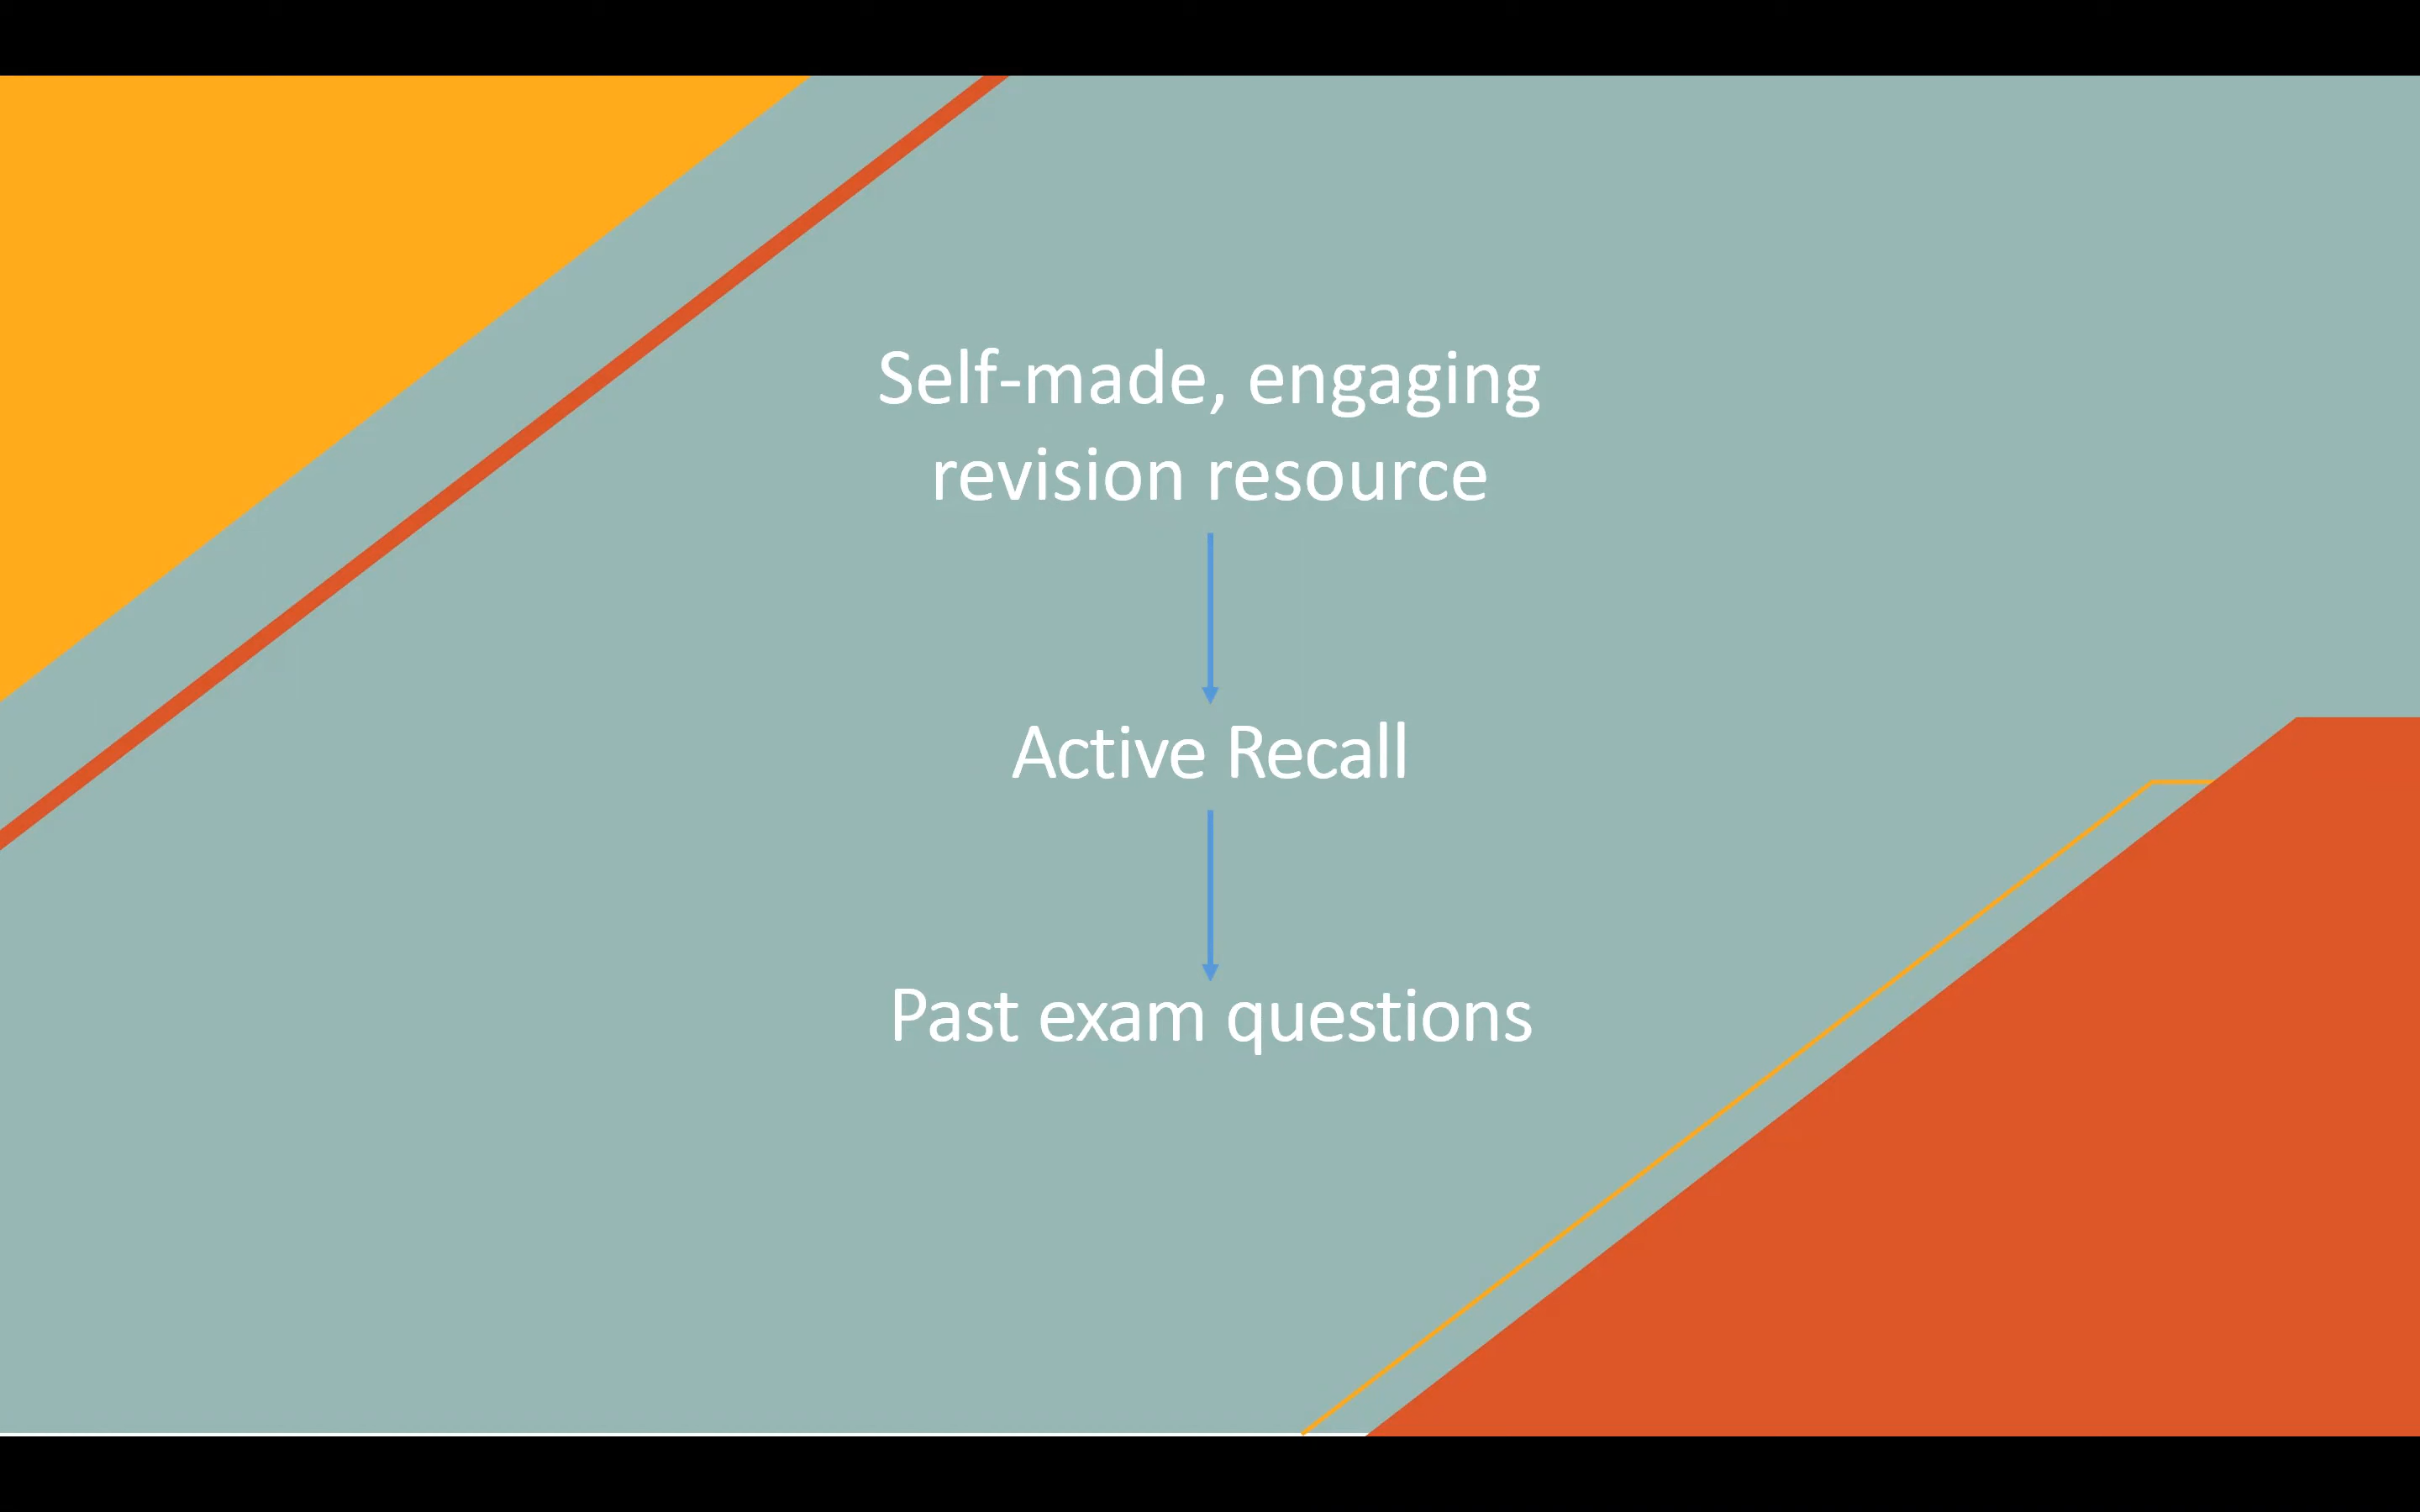 Self-made, engaging
revision resource
Active Recall
Past exam questions